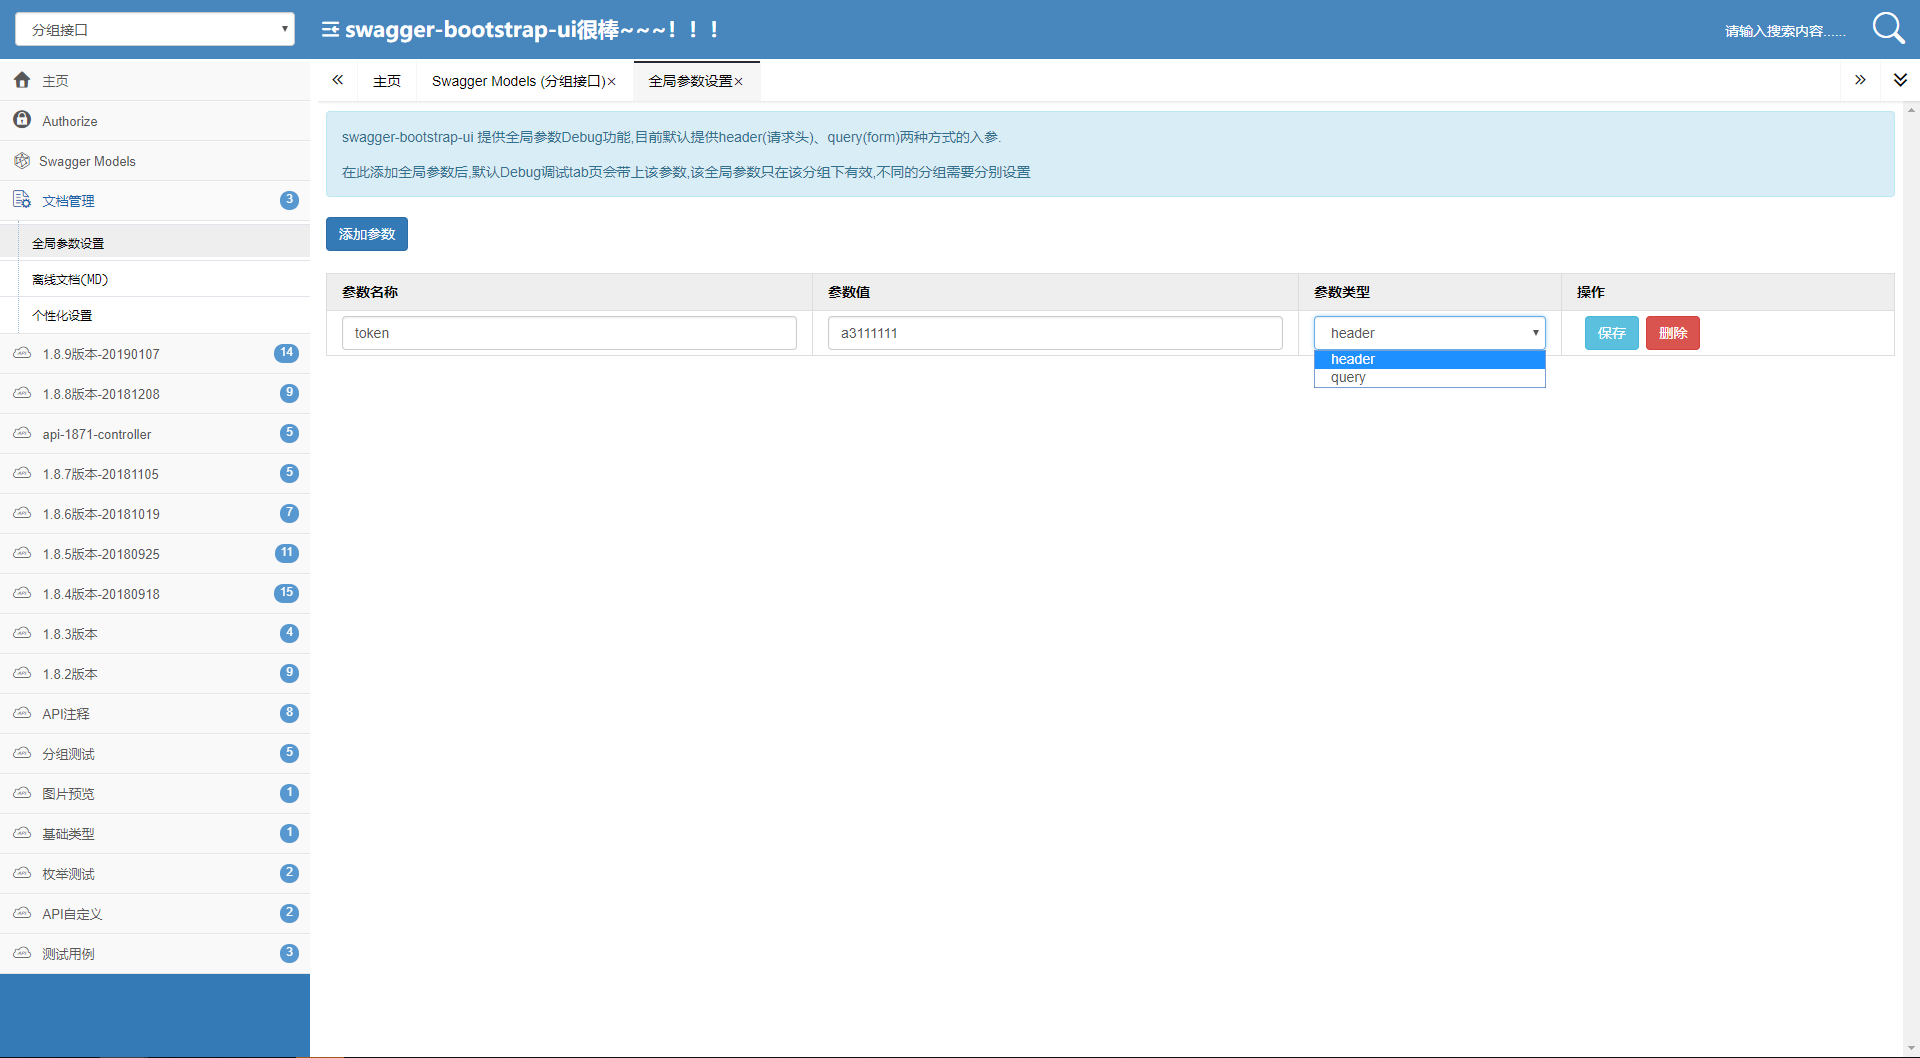 分组接口
swagger-bootstrap-ui很棒~~~！！！
请输入搜索内容......
主页
Authorize
Swagger Models
文档管理 3
全局参数设置
离线文档(MD)
个性化设置
1.8.9版本-20190107 14
1.8.8版本-20181208 9
api-1871-controller 5
1.8.7版本-20181105 5
1.8.6版本-20181019 7
1.8.5版本-20180925 11
1.8.4版本-20180918 15
1.8.3版本 4
1.8.2版本 9
API注释 8
分组测试 5
图片预览 1
基础类型 1
枚举测试 2
API自定义 2
测试用例 3
主页 Swagger Models (分组接口)× 全局参数设置×
swagger-bootstrap-ui 提供全局参数Debug功能,目前默认提供header(请求头)、query(form)两种方式的入参.
在此添加全局参数后,默认Debug调试tab页会带上该参数,该全局参数只在该分组下有效,不同的分组需要分别设置
添加参数
参数名称 参数值 参数类型 操作
token a3111111 header 保存 删除
header
query